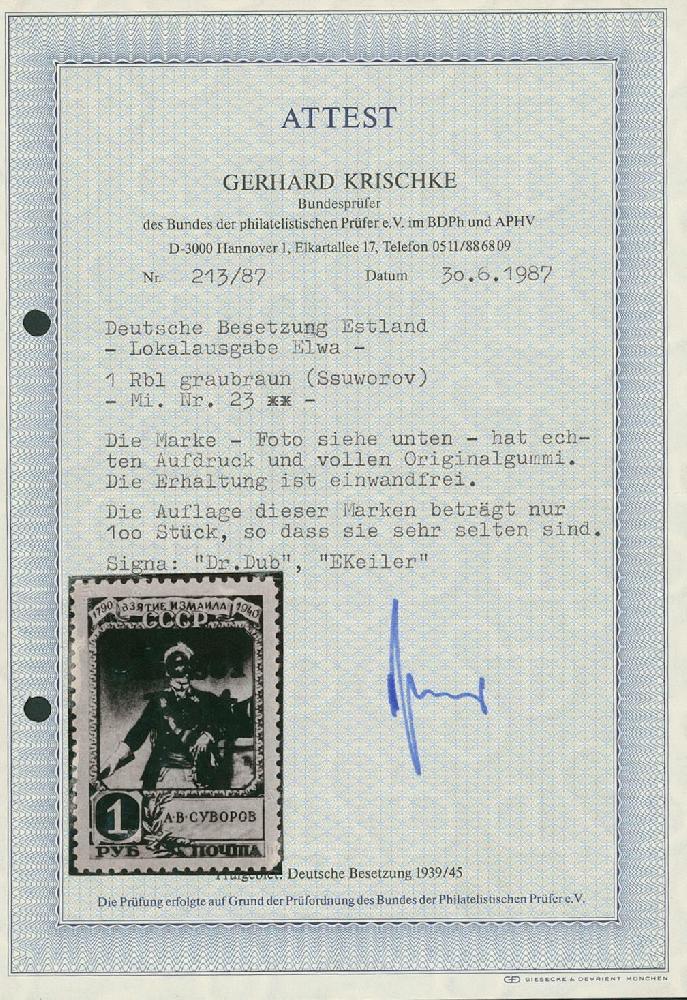 ATTEST
GERHARD KRISCHKE
Bundesprüfer
des Bundes der philatelistischen Prüfer e.V. im BDPh und APHV
D-3000 Hannover 1, Elkartallee 17, Telefon 0511/886809
Nr. 213/87 Datum 30.6.1987
Deutsche Besetzung Estland
- Lokalausgabe Elwa -
1 Rbl graubraun (Ssuworov)
- Mi. Nr. 23 ** -
Die Marke - Foto siehe unten - hat ech-
ten Aufdruck und vollen Originalgummi.
Die Erhaltung ist einwandfrei.
Die Auflage dieser Marken beträgt nur
1oo Stück, so dass sie sehr selten sind.
Signa: "Dr.Dub", "EKeiler"
1790 ВЗЯТИЕ ИЗМАИЛА 1940
СССР
1
А·В·СУВОРОВ
РУБ ПОЧТА
Deutsche Besetzung 1939/45
Die Prüfung erfolgte auf Grund der Prüfordnung des Bundes der Philatelistischen Prüfer e.V.
GIESECKE & DEVRIENT MÜNCHEN